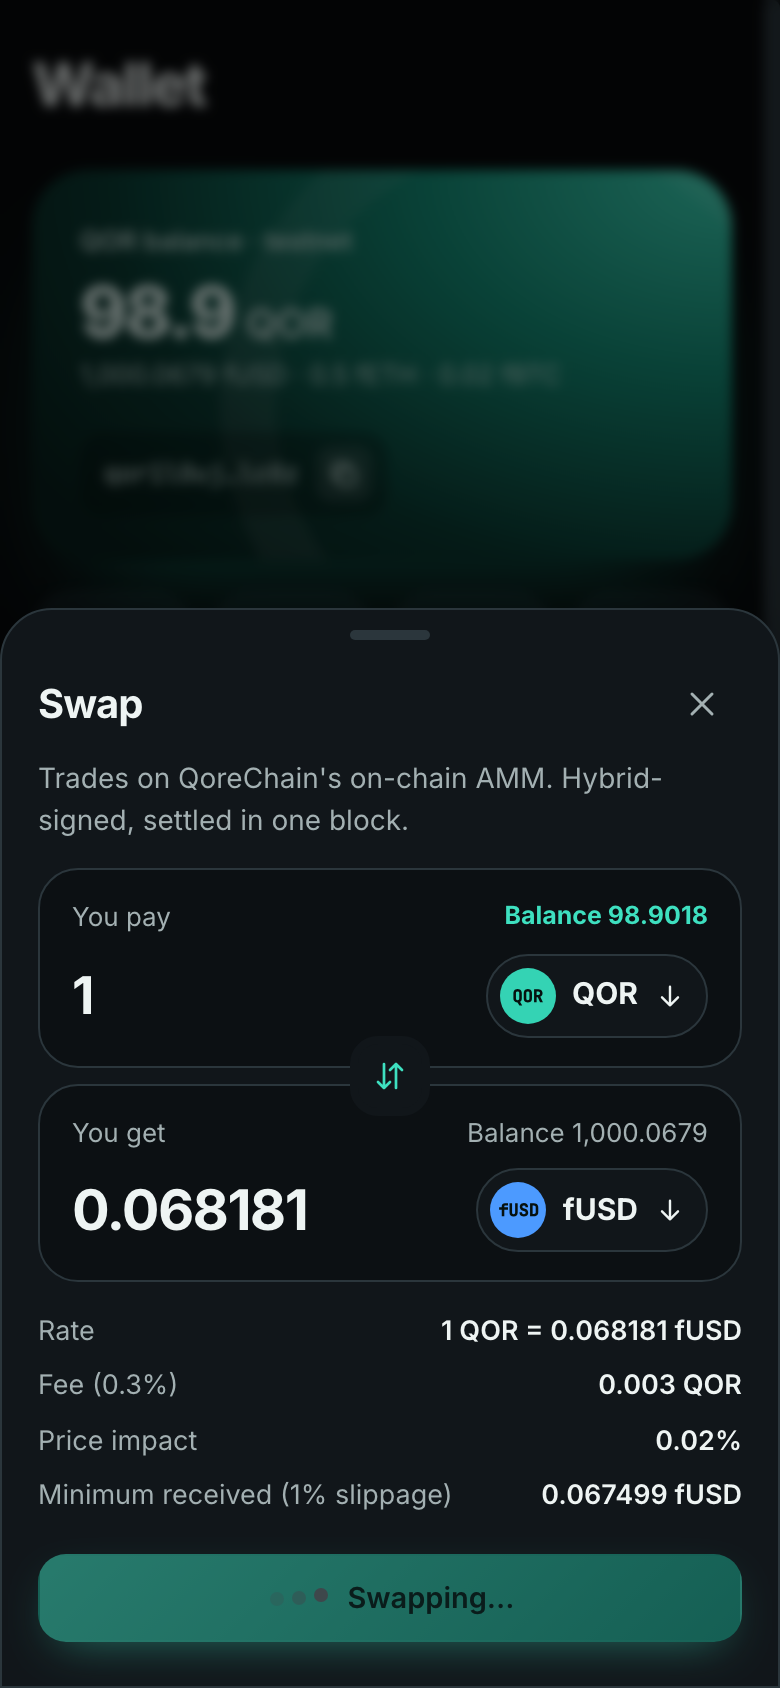 Wallet
QOR balance · testnet
98.9 QOR
Swap
Trades on QoreChain's on-chain AMM. Hybrid-
signed, settled in one block.
You pay
Balance 98.9018
1
QOR QOR
You get
Balance 1,000.0679
0.068181
fUSD fUSD
Rate
1 QOR = 0.068181 fUSD
Fee (0.3%)
0.003 QOR
Price impact
0.02%
Minimum received (1% slippage)
0.067499 fUSD
Swapping...